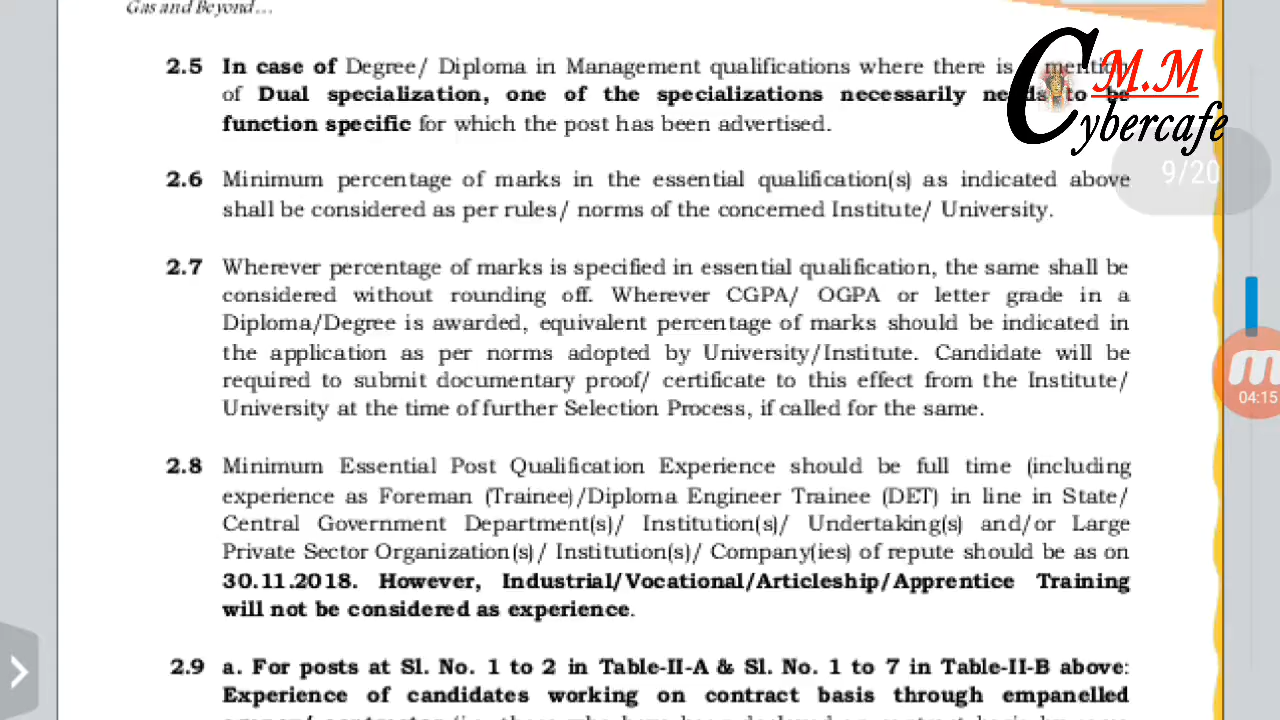 Gas and Beyond...
2.5 In case of Degree/ Diploma in Management qualifications where there is mention
of Dual specialization, one of the specializations necessarily needs to be
function specific for which the post has been advertised.
2.6 Minimum percentage of marks in the essential qualification(s) as indicated above
shall be considered as per rules/ norms of the concerned Institute/ University.
2.7 Wherever percentage of marks is specified in essential qualification, the same shall be
considered without rounding off. Wherever CGPA/ OGPA or letter grade in a
Diploma/Degree is awarded, equivalent percentage of marks should be indicated in
the application as per norms adopted by University/Institute. Candidate will be
required to submit documentary proof/ certificate to this effect from the Institute/
University at the time of further Selection Process, if called for the same.
2.8 Minimum Essential Post Qualification Experience should be full time (including
experience as Foreman (Trainee)/Diploma Engineer Trainee (DET) in line in State/
Central Government Department(s)/ Institution(s)/ Undertaking(s) and/or Large
Private Sector Organization(s)/ Institution(s)/ Company(ies) of repute should be as on
30.11.2018. However, Industrial/Vocational/Articleship/Apprentice Training
will not be considered as experience.
2.9 a. For posts at Sl. No. 1 to 2 in Table-II-A & Sl. No. 1 to 7 in Table-II-B above:
Experience of candidates working on contract basis through empanelled
M.M
Cybercafe
9/20
04:15